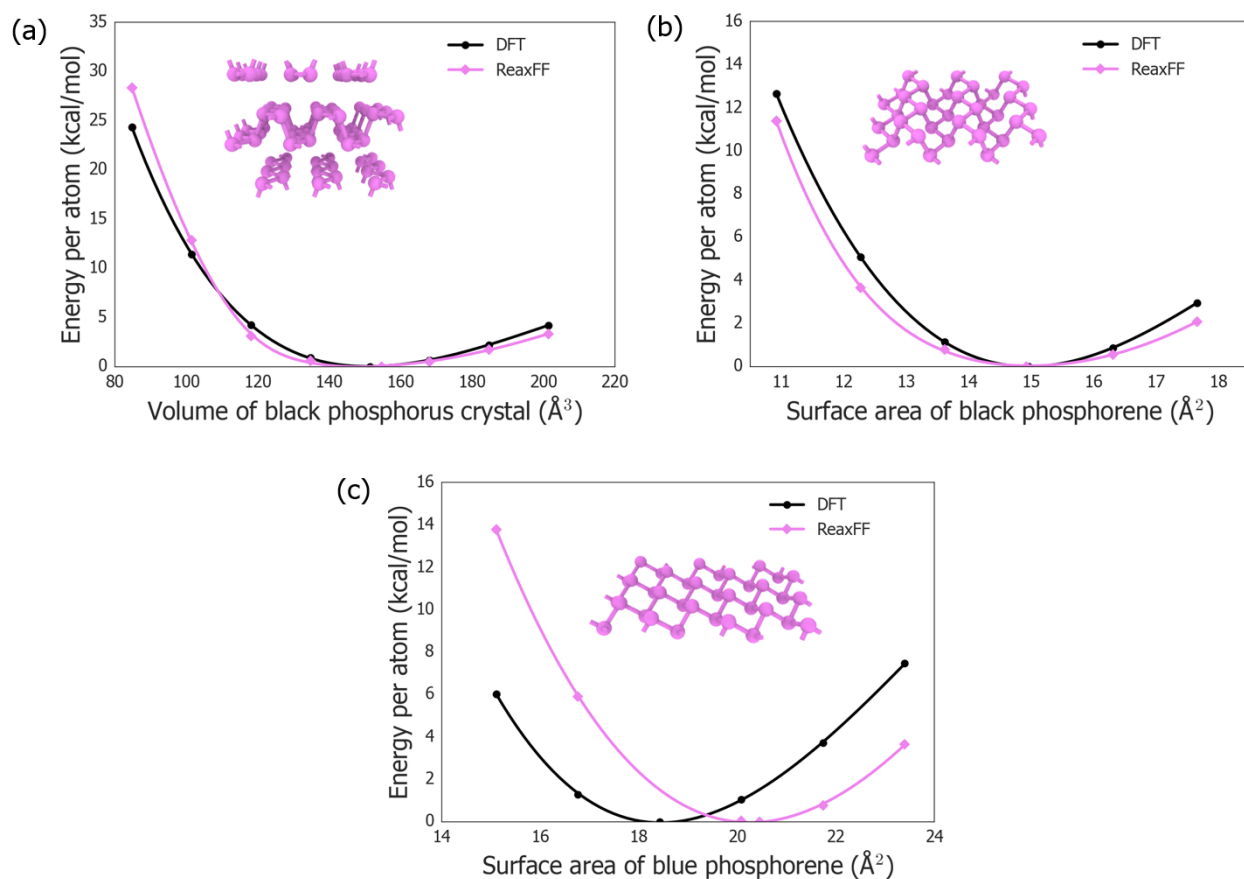 (a)
35
30
25
20
15
10
5
0
Energy per atom (kcal/mol)
DFT
ReaxFF
80 100 120 140 160 180 200 220
Volume of black phosphorus crystal (Å³)
(b)
16
14
12
10
8
6
4
2
0
Energy per atom (kcal/mol)
DFT
ReaxFF
11 12 13 14 15 16 17 18
Surface area of black phosphorene (Å²)
(c)
16
14
12
10
8
6
4
2
0
Energy per atom (kcal/mol)
DFT
ReaxFF
14 16 18 20 22 24
Surface area of blue phosphorene (Å²)